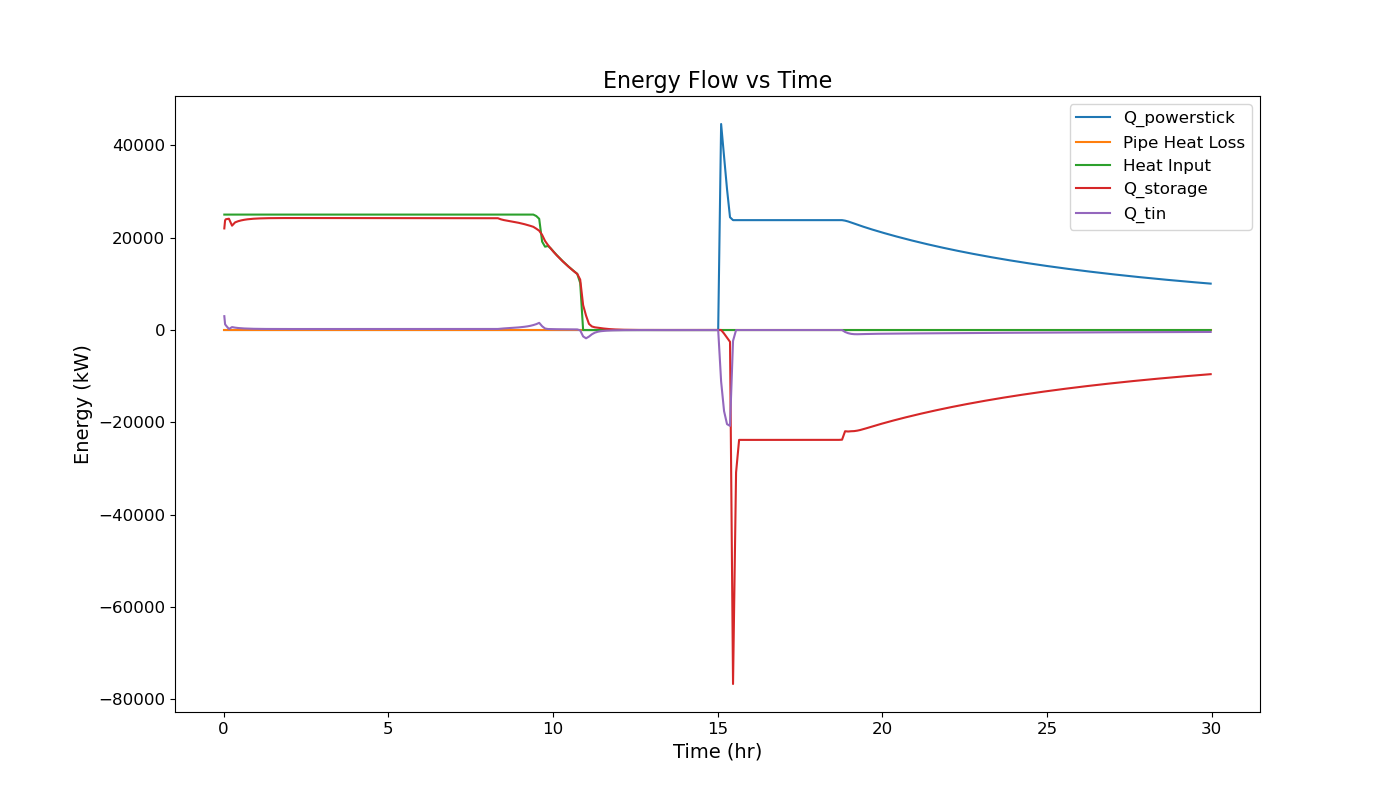 Energy Flow vs Time
Q_powerstick
Pipe Heat Loss
Heat Input
Q_storage
Q_tin
40000
20000
0
−20000
−40000
−60000
−80000
Energy (kW)
0 5 10 15 20 25 30
Time (hr)